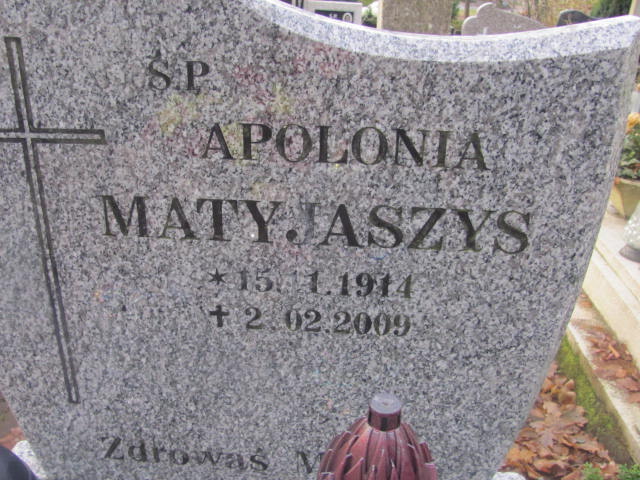 ŚP
APOLONIA
MATYJASZYS
* 15.11.1914
✝ 2.02.2009
Zdrowaś